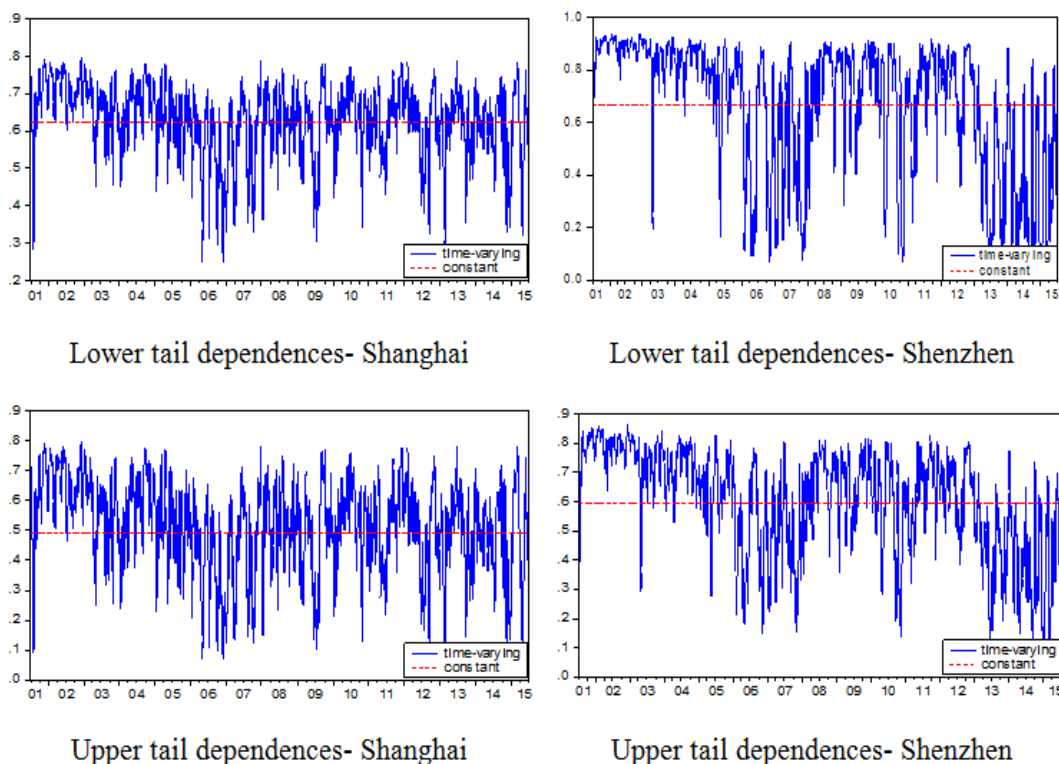 .9
.8
.7
.6
.5
.4
.3
.2
time-varying
constant
01 02 03 04 05 06 07 08 09 10 11 12 13 14 15
Lower tail dependences- Shanghai
1.0
0.8
0.6
0.4
0.2
0.0
time-varying
constant
01 02 03 04 05 06 07 08 09 10 11 12 13 14 15
Lower tail dependences- Shenzhen
.9
.8
.7
.6
.5
.4
.3
.2
.1
.0
time-varying
constant
01 02 03 04 05 06 07 08 09 10 11 12 13 14 15
Upper tail dependences- Shanghai
.9
.8
.7
.6
.5
.4
.3
.2
.1
.0
time-varying
constant
01 02 03 04 05 06 07 08 09 10 11 12 13 14 15
Upper tail dependences- Shenzhen